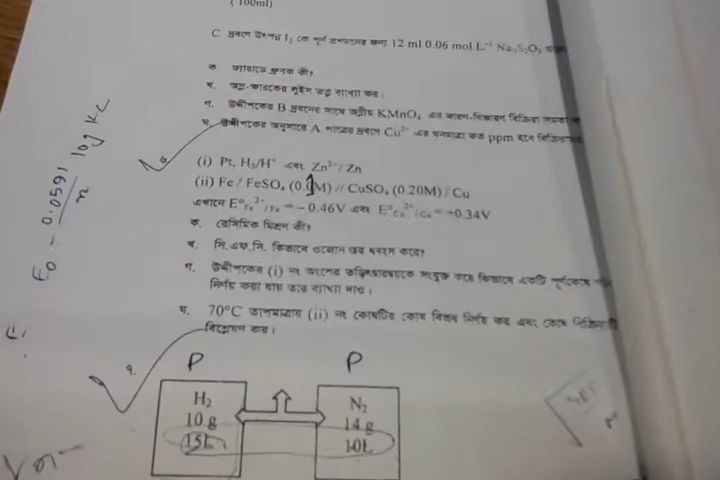 (100ml)
C দ্রবণে উৎপন্ন I₂ কে পূর্ণ প্রশমনের জন্য 12 ml 0.06 mol L⁻¹ Na₂S₂O₃
ক. ফ্যারাডে ধ্রুবক কী?
খ. অম্ল-ক্ষারকের লুইস তত্ত্ব ব্যাখ্যা কর।
গ. উদ্দীপকের B দ্রবণের সাথে অম্লীয় KMnO₄ এর জারণ-বিজারণ বিক্রিয়া সমতা
ঘ. উদ্দীপকের অনুসারে A পাত্রের দ্রবণে Cu²⁺ এর ঘনমাত্রা কত ppm হবে
(i) Pt, H₂/H⁺ এবং Zn²⁺/ Zn
(ii) Fe / FeSO₄ // CuSO₄ (0.20M) / Cu
এখানে E°Fe²⁺/Fe = − 0.46V এবং E°Cu²⁺/Cu = +0.34V
ক. রেসিমিক মিশ্রণ কী?
খ. সি.এফ.সি. কিভাবে ওজোন স্তর ধ্বংস করে?
গ. উদ্দীপকের (i) নং অংশের তড়িৎদ্বারদ্বয়কে সংযুক্ত করে কিভাবে একটি পূর্ণকোষ
নির্ণয় করা যায় তার ব্যাখ্যা দাও।
ঘ. 70°C তাপমাত্রায় (ii) নং কোষটির কোষ বিভব নির্ণয় কর এবং কোষ
বিশ্লেষণ কর।
E₀ = 0.0591/n log Kc
P P
৭.
H₂
10 g
15L
N₂
14 g
10L